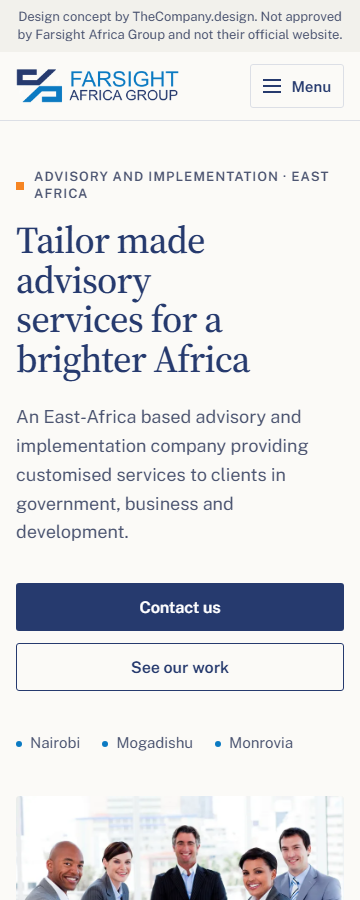 Design concept by TheCompany.design. Not approved
by Farsight Africa Group and not their official website.
FARSIGHT
AFRICA GROUP
Menu
ADVISORY AND IMPLEMENTATION · EAST
AFRICA
Tailor made
advisory
services for a
brighter Africa
An East-Africa based advisory and
implementation company providing
customised services to clients in
government, business and
development.
Contact us
See our work
Nairobi
Mogadishu
Monrovia